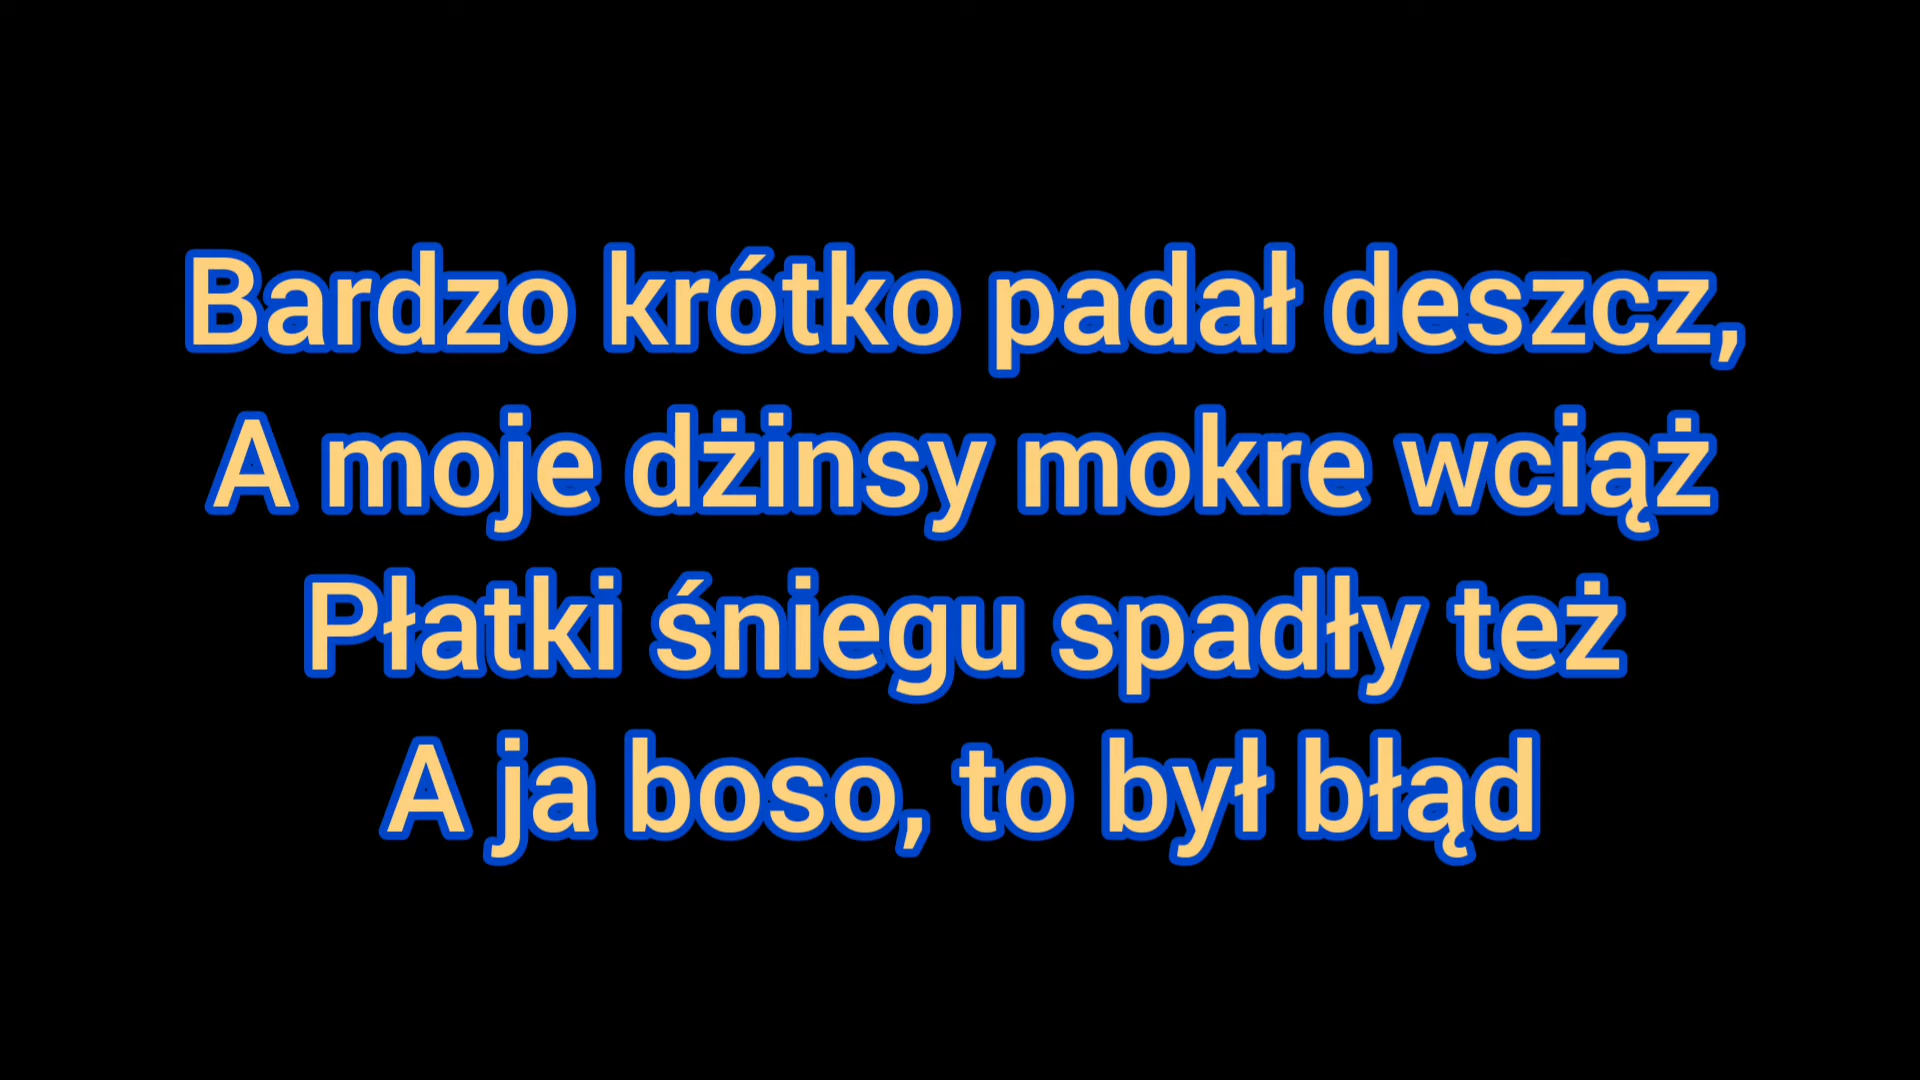 Bardzo krótko padał deszcz,
A moje dżinsy mokre wciąż
Płatki śniegu spadły też
A ja boso, to był błąd